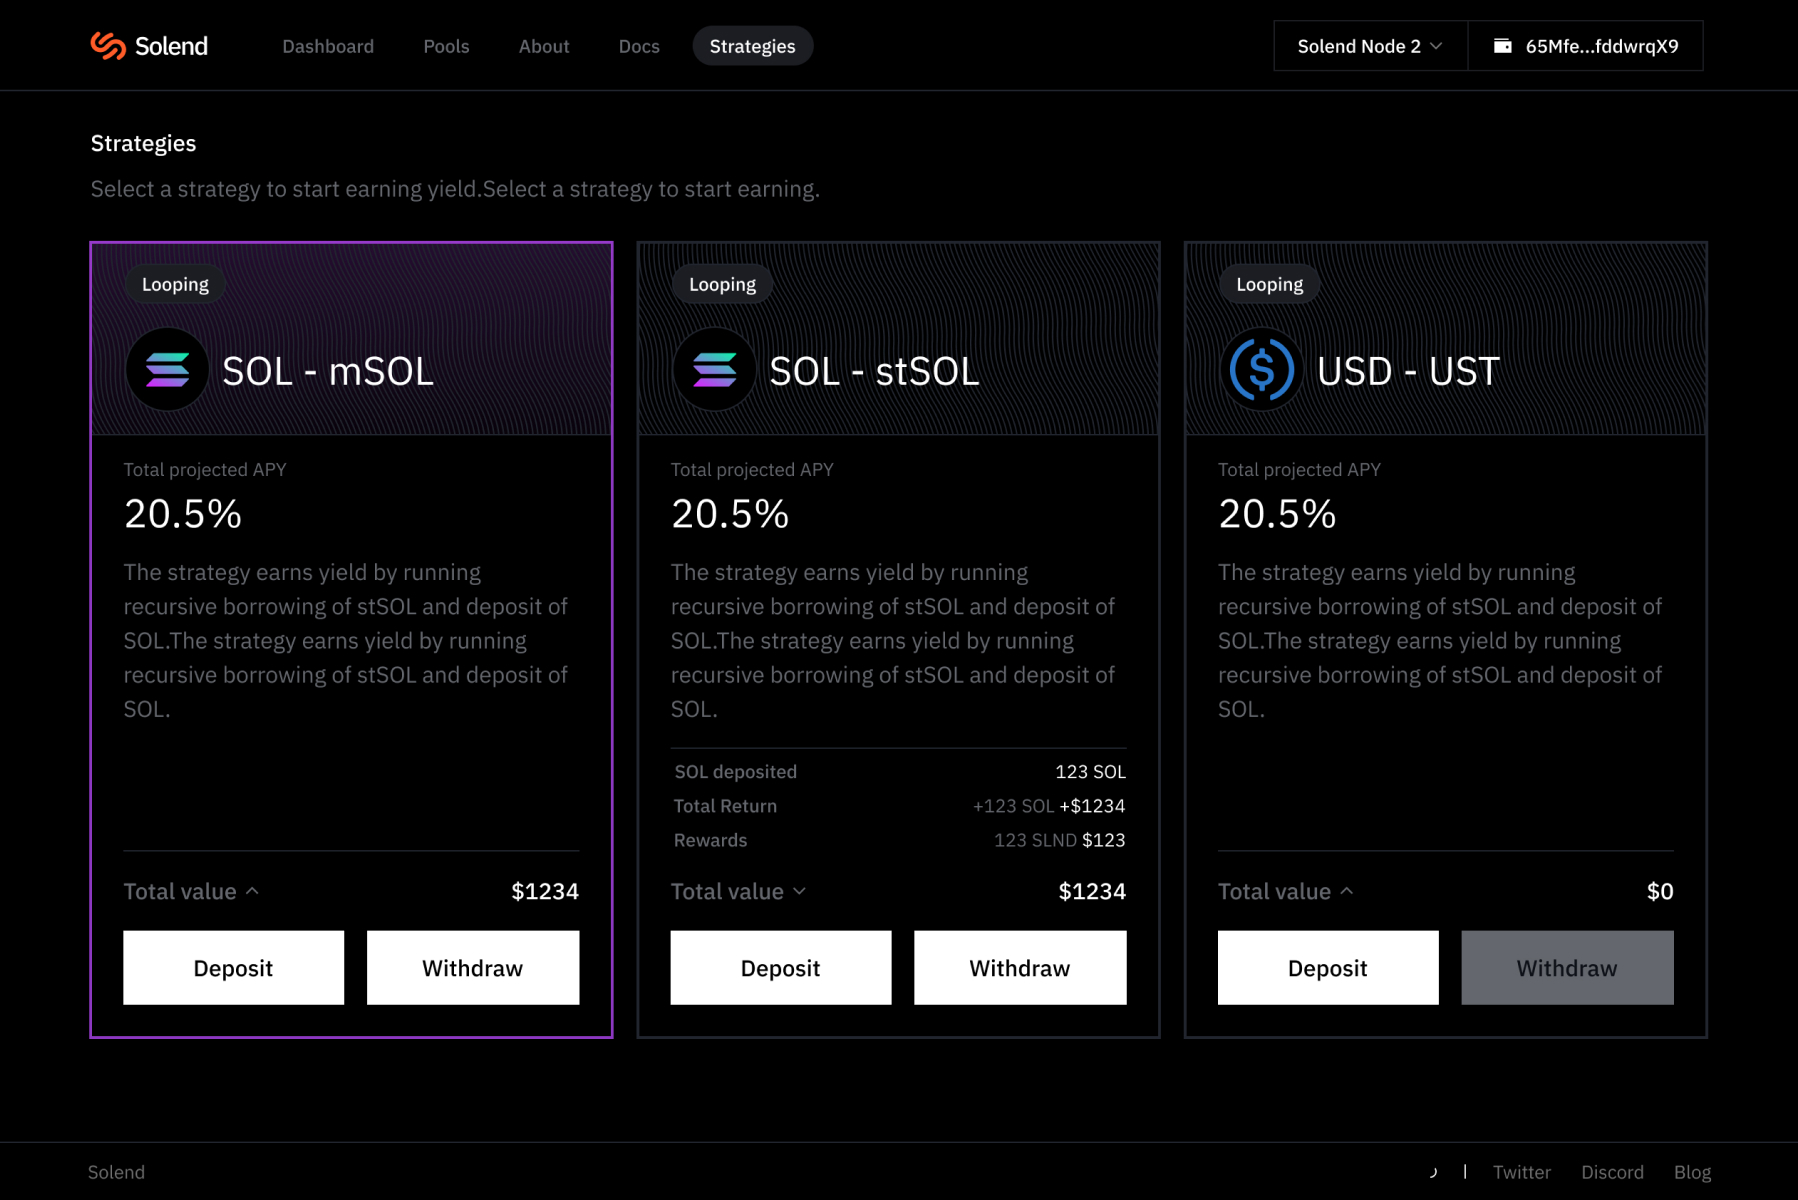 Solend
Dashboard
Pools
About
Docs
Strategies
Solend Node 2
65Mfe...fddwrqX9
Strategies
Select a strategy to start earning yield.Select a strategy to start earning.
Looping
SOL - mSOL
Total projected APY
20.5%
The strategy earns yield by running
recursive borrowing of stSOL and deposit of
SOL.The strategy earns yield by running
recursive borrowing of stSOL and deposit of
SOL.
Total value $1234
Deposit
Withdraw
Looping
SOL - stSOL
Total projected APY
20.5%
The strategy earns yield by running
recursive borrowing of stSOL and deposit of
SOL.The strategy earns yield by running
recursive borrowing of stSOL and deposit of
SOL.
SOL deposited 123 SOL
Total Return +123 SOL +$1234
Rewards 123 SLND $123
Total value $1234
Deposit
Withdraw
Looping
USD - UST
Total projected APY
20.5%
The strategy earns yield by running
recursive borrowing of stSOL and deposit of
SOL.The strategy earns yield by running
recursive borrowing of stSOL and deposit of
SOL.
Total value $0
Deposit
Withdraw
Solend
| Twitter Discord Blog